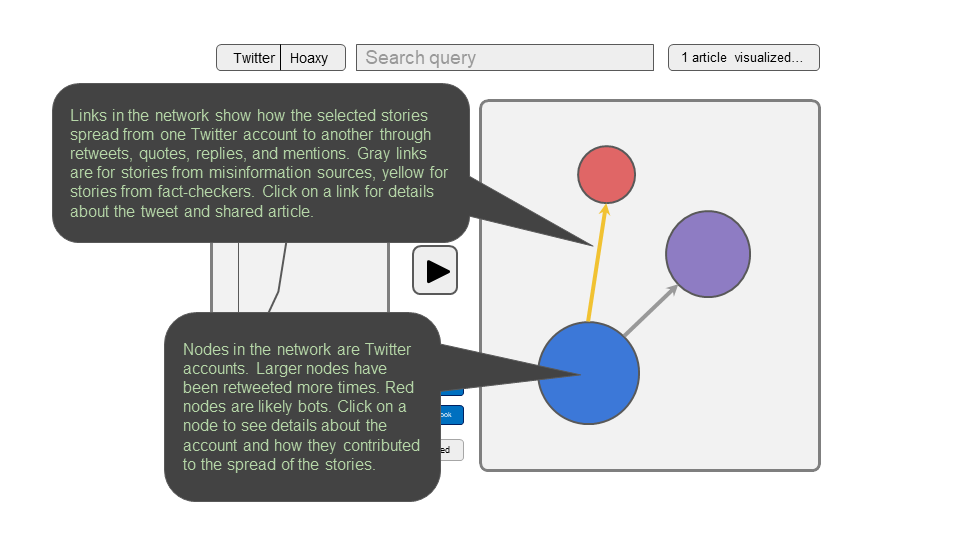 Twitter Hoaxy Search query 1 article visualized...
Links in the network show how the selected stories
spread from one Twitter account to another through
retweets, quotes, replies, and mentions. Gray links
are for stories from misinformation sources, yellow for
stories from fact-checkers. Click on a link for details
about the tweet and shared article.
Nodes in the network are Twitter
accounts. Larger nodes have
been retweeted more times. Red
nodes are likely bots. Click on a
node to see details about the
account and how they contributed
to the spread of the stories.